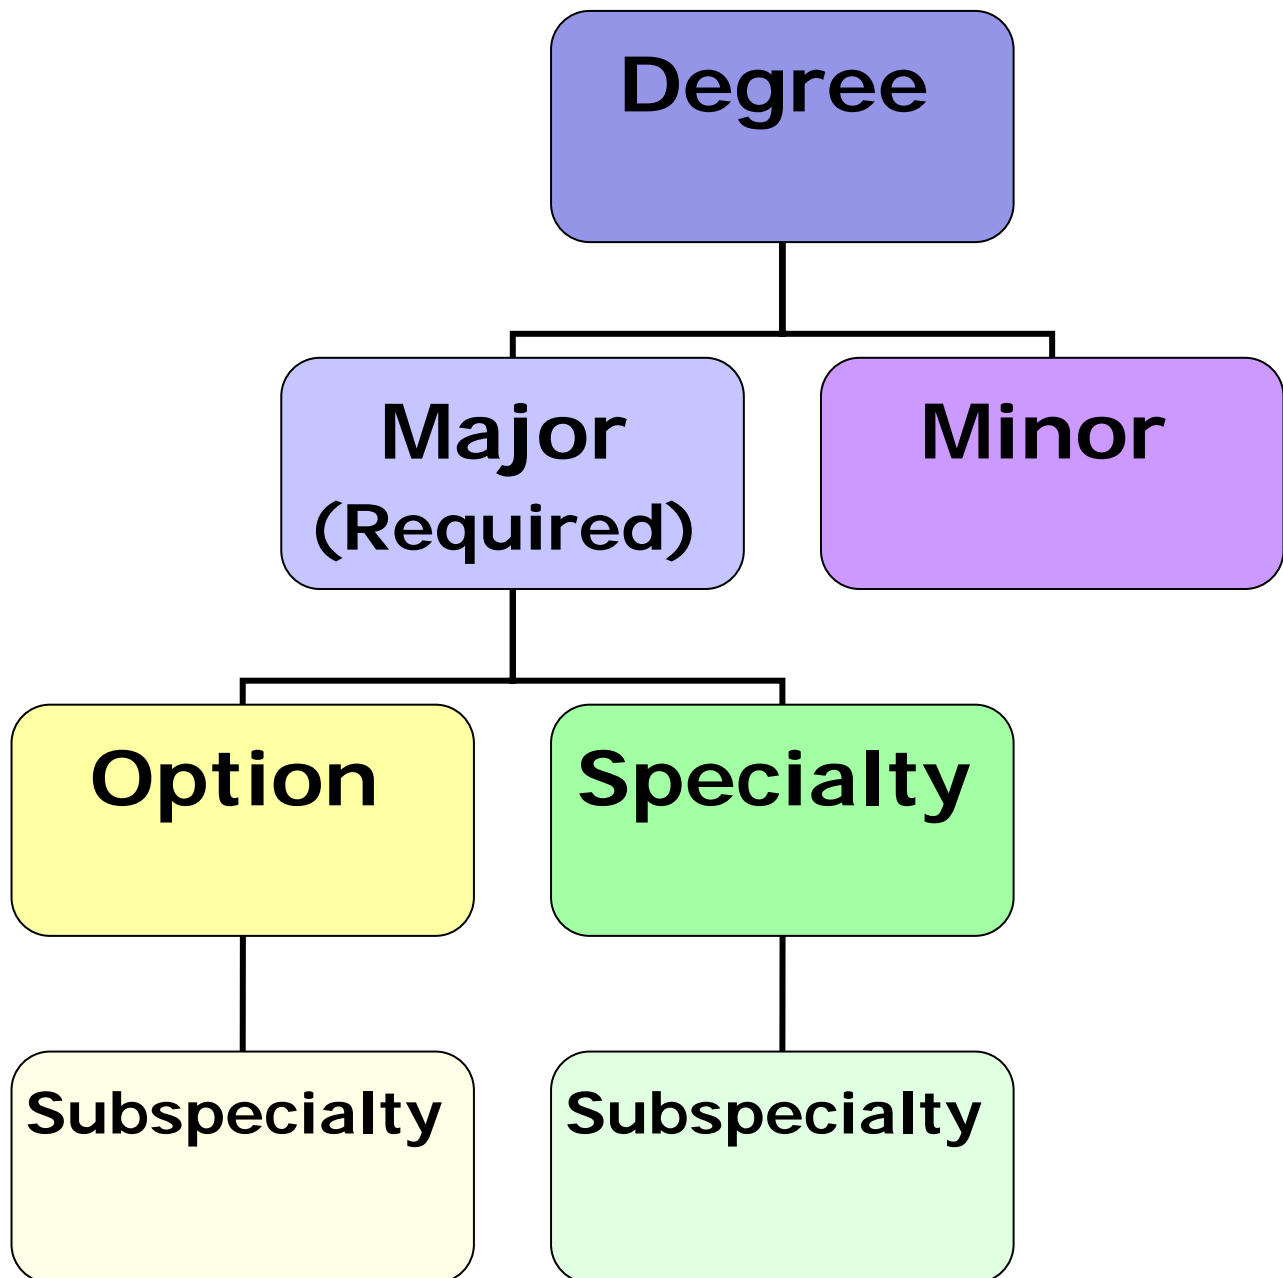 Degree
Major
(Required)
Minor
Option
Specialty
Subspecialty
Subspecialty